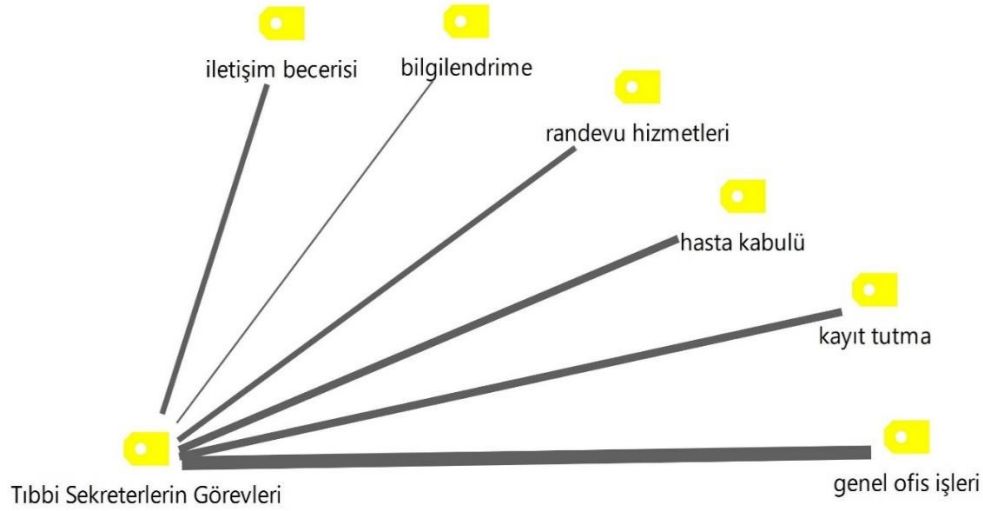 iletişim becerisi
bilgilendrime
randevu hizmetleri
hasta kabulü
kayıt tutma
genel ofis işleri
Tıbbi Sekreterlerin Görevleri